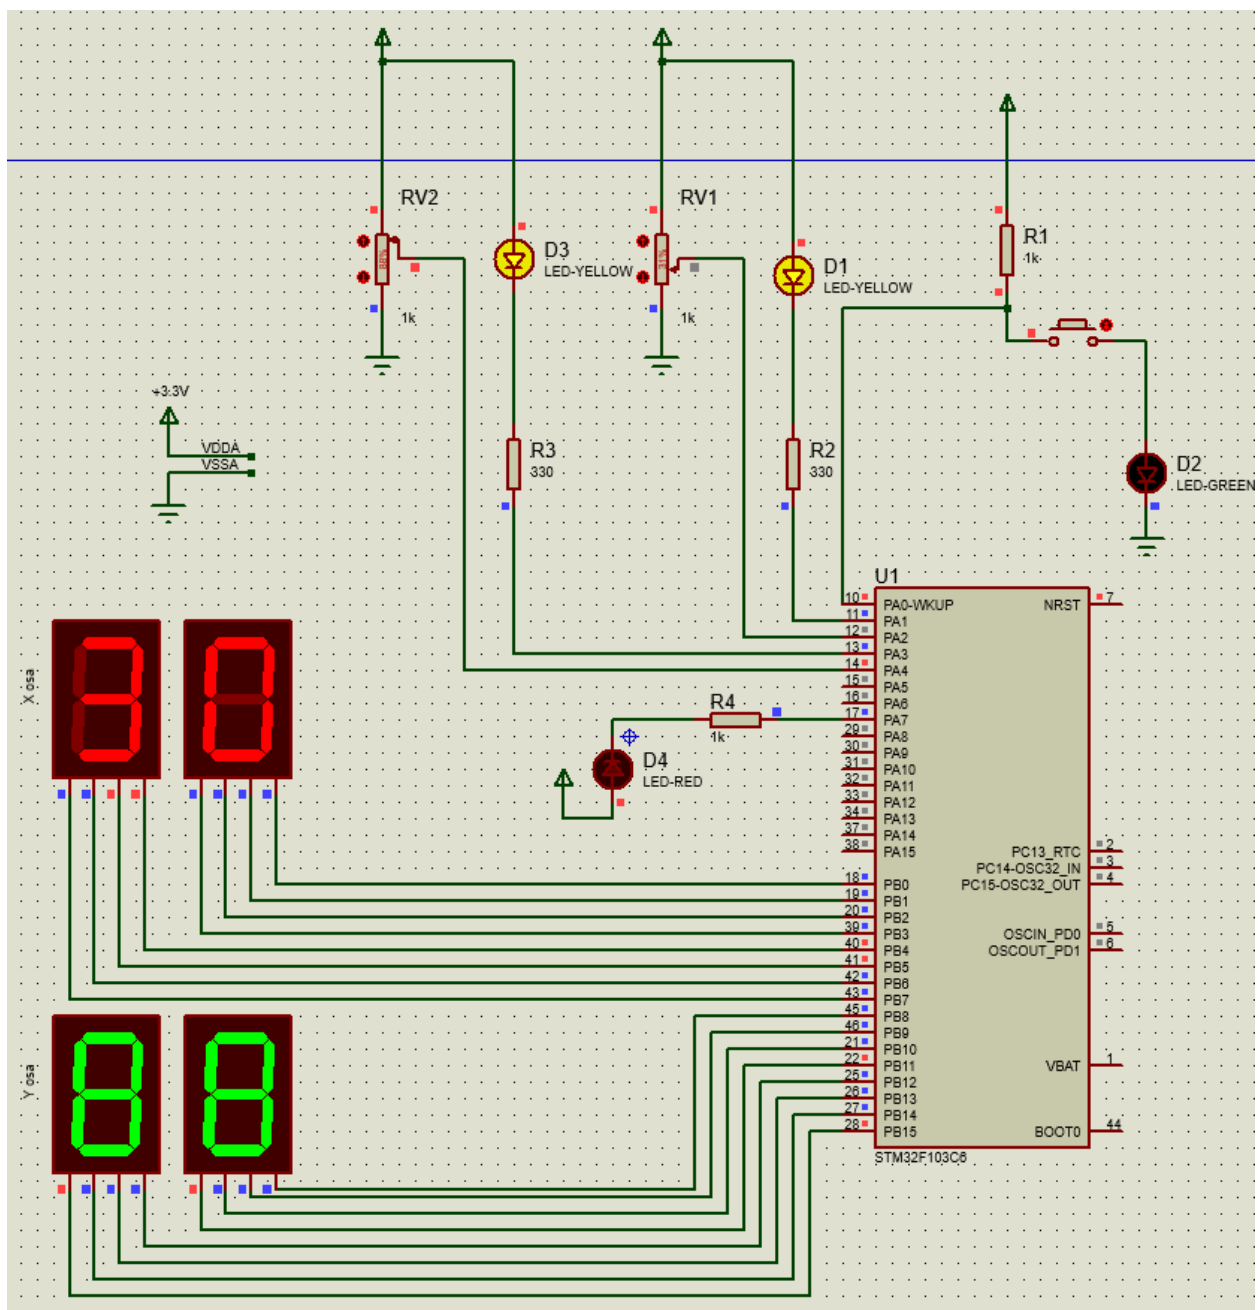 RV2
88%
1k
D3
LED-YELLOW
RV1
31%
1k
D1
LED-YELLOW
R1
1k
+3.3V
VDDA
VSSA
R3
330
R2
330
D2
LED-GREEN
U1
10 PA0-WKUP
11 PA1
12 PA2
13 PA3
14 PA4
15 PA5
16 PA6
17 PA7
29 PA8
30 PA9
31 PA10
32 PA11
33 PA12
34 PA13
37 PA14
38 PA15
18 PB0
19 PB1
20 PB2
39 PB3
40 PB4
41 PB5
42 PB6
43 PB7
45 PB8
46 PB9
21 PB10
22 PB11
25 PB12
26 PB13
27 PB14
28 PB15
NRST 7
PC13_RTC 2
PC14-OSC32_IN 3
PC15-OSC32_OUT 4
OSCIN_PD0 5
OSCOUT_PD1 6
VBAT 1
BOOT0 44
STM32F103C6
R4
1k
D4
LED-RED
X osa
30
Y osa
88